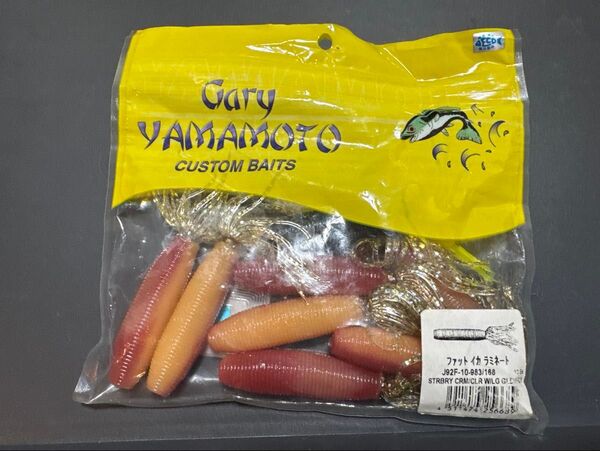 Gary
YAMAMOTO
CUSTOM BAITS
ファット イカ ラミネート
J92F-10-983/168
STRBRY CRM/CLR W/LG